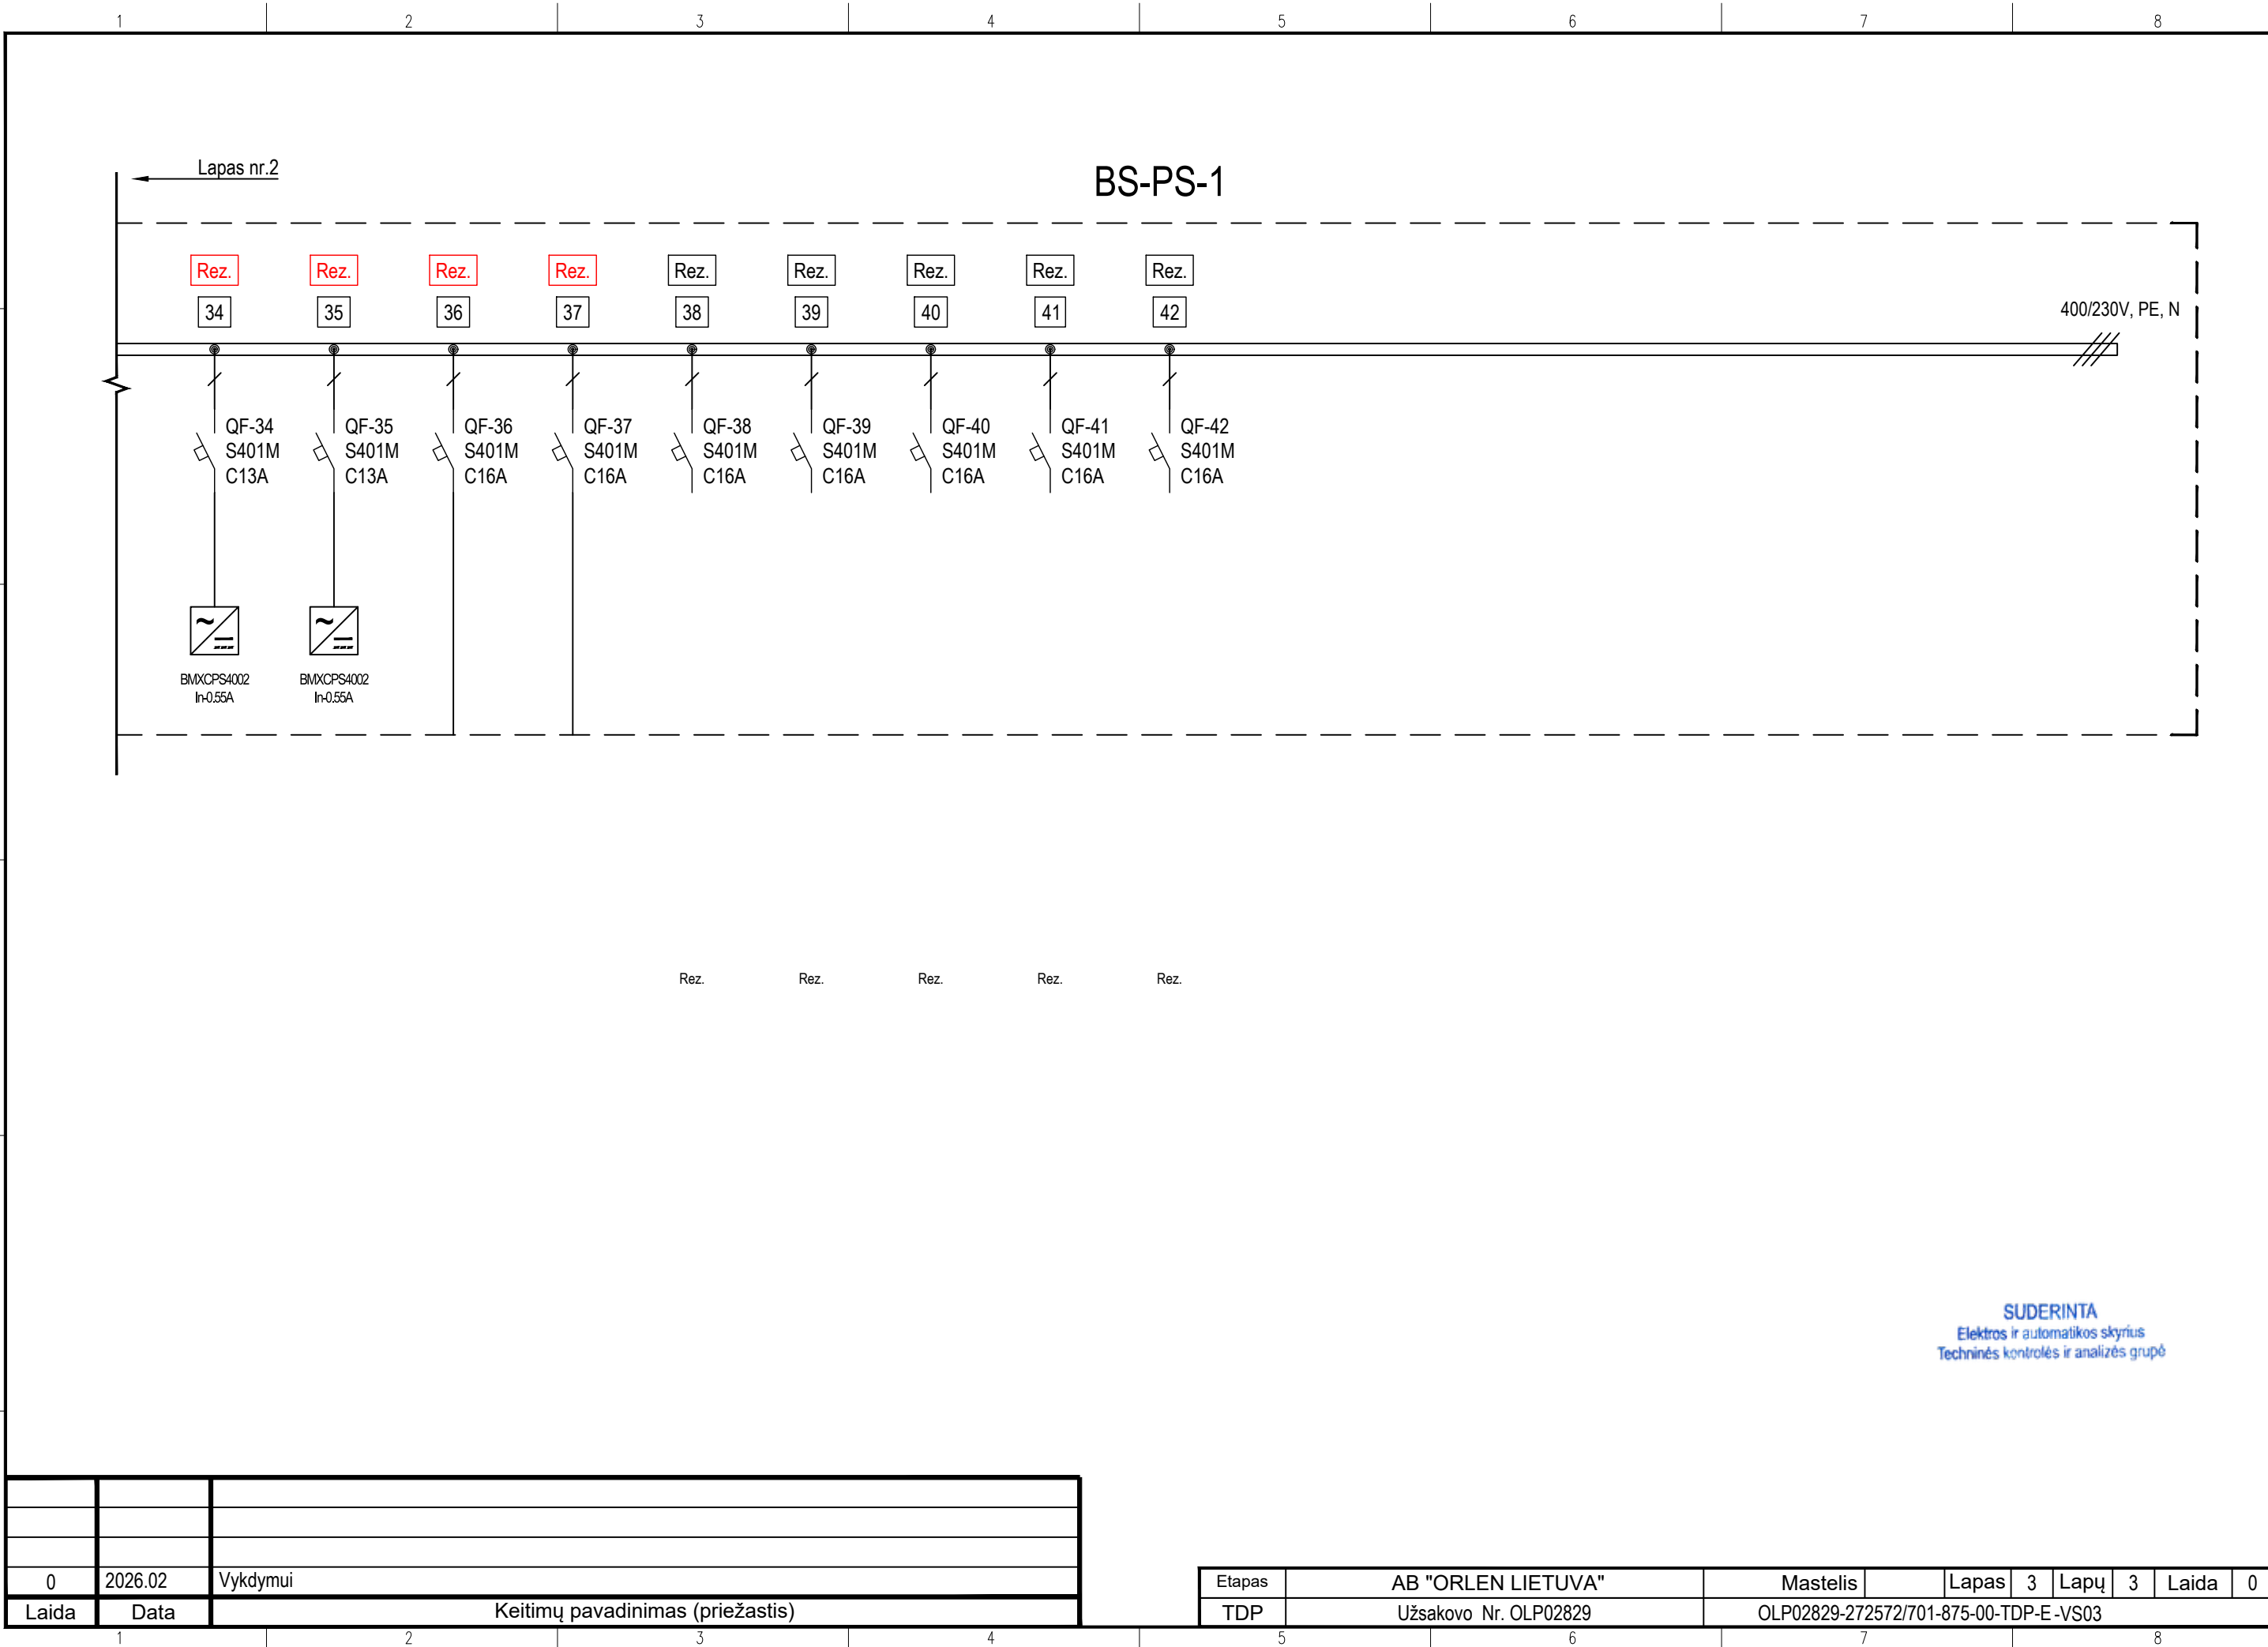 1 2 3 4 5 6 7 8
Lapas nr.2
BS-PS-1
Rez. Rez. Rez. Rez. Rez. Rez. Rez. Rez. Rez.
34 35 36 37 38 39 40 41 42
400/230V, PE, N
QF-34 QF-35 QF-36 QF-37 QF-38 QF-39 QF-40 QF-41 QF-42
S401M S401M S401M S401M S401M S401M S401M S401M S401M
C13A C13A C16A C16A C16A C16A C16A C16A C16A
BMXCPS4002 BMXCPS4002
In-0.55A In-0.55A
Rez. Rez. Rez. Rez. Rez.
SUDERINTA
Elektros ir automatikos skyrius
Techninės kontrolės ir analizės grupė
0 2026.02 Vykdymui
Laida Data Keitimų pavadinimas (priežastis)
Etapas AB "ORLEN LIETUVA" Mastelis Lapas 3 Lapų 3 Laida 0
TDP Užsakovo Nr. OLP02829 OLP02829-272572/701-875-00-TDP-E-VS03
1 2 3 4 5 6 7 8